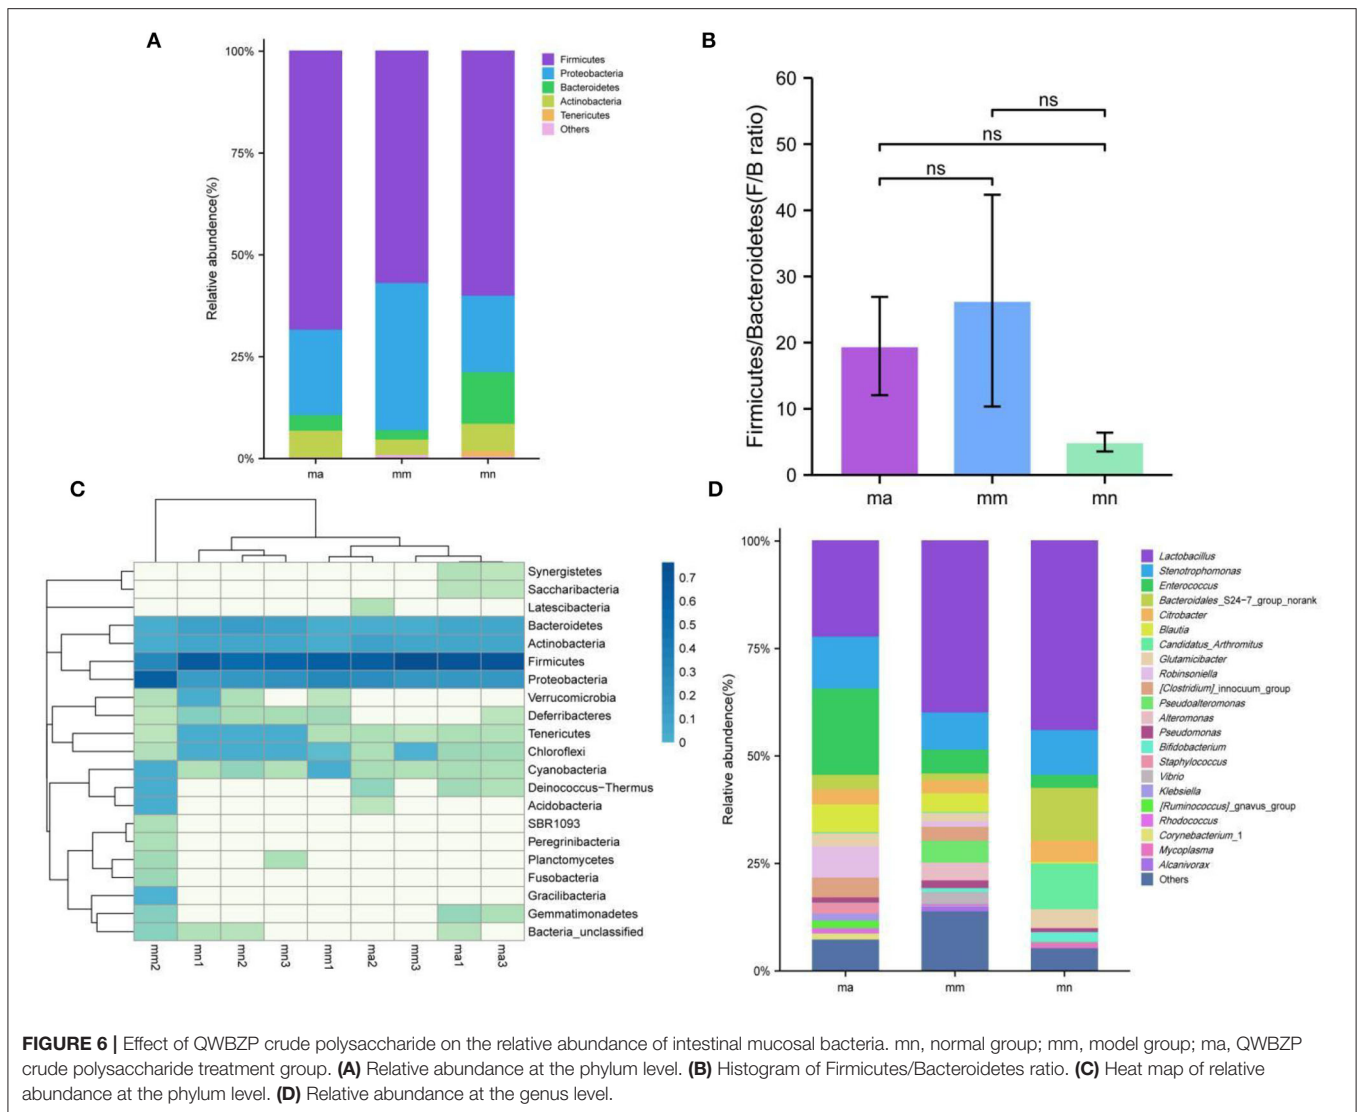 A
100%
75%
50%
25%
0%
Relative abundance(%)
ma
mm
mn
Firmicutes
Proteobacteria
Bacteroidetes
Actinobacteria
Tenericutes
Others
B
60
50
40
30
20
10
0
Firmicutes/Bacteroidetes(F/B ratio)
ns
ns
ns
ma
mm
mn
C
Synergistetes
Saccharibacteria
Latescibacteria
Bacteroidetes
Actinobacteria
Firmicutes
Proteobacteria
Verrucomicrobia
Deferribacteres
Tenericutes
Chloroflexi
Cyanobacteria
Deinococcus-Thermus
Acidobacteria
SBR1093
Peregrinibacteria
Planctomycetes
Fusobacteria
Gracilibacteria
Gemmatimonadetes
Bacteria_unclassified
mm2
mn1
mn2
mn3
mm1
ma2
mm3
ma1
ma3
0.7
0.6
0.5
0.4
0.3
0.2
0.1
0
D
100%
75%
50%
25%
0%
Relative abundance(%)
ma
mm
mn
Lactobacillus
Stenotrophomonas
Enterococcus
Bacteroidales_S24-7_group_norank
Citrobacter
Blautia
Candidatus_Arthromitus
Glutamicibacter
Robinsoniella
[Clostridium]_innocuum_group
Pseudoalteromonas
Alteromonas
Pseudomonas
Bifidobacterium
Staphylococcus
Vibrio
Klebsiella
[Ruminococcus]_gnavus_group
Rhodococcus
Corynebacterium_1
Mycoplasma
Alcanivorax
Others
FIGURE 6 | Effect of QWBZP crude polysaccharide on the relative abundance of intestinal mucosal bacteria. mn, normal group; mm, model group; ma, QWBZP
crude polysaccharide treatment group. (A) Relative abundance at the phylum level. (B) Histogram of Firmicutes/Bacteroidetes ratio. (C) Heat map of relative
abundance at the phylum level. (D) Relative abundance at the genus level.